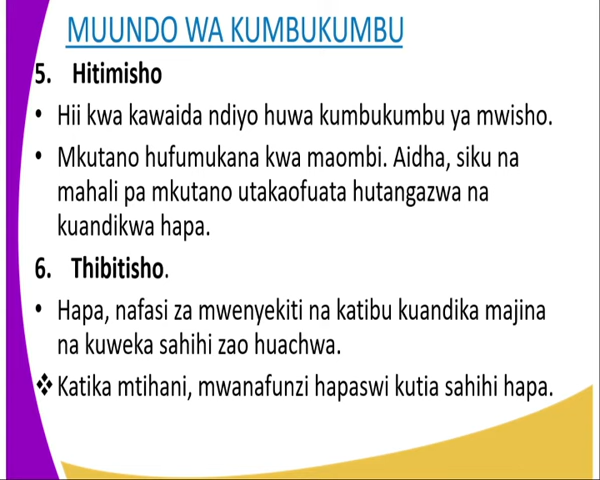 MUUNDO WA KUMBUKUMBU
5. Hitimisho
• Hii kwa kawaida ndiyo huwa kumbukumbu ya mwisho.
• Mkutano hufumukana kwa maombi. Aidha, siku na
mahali pa mkutano utakaofuata hutangazwa na
kuandikwa hapa.
6. Thibitisho.
• Hapa, nafasi za mwenyekiti na katibu kuandika majina
na kuweka sahihi zao huachwa.
❖ Katika mtihani, mwanafunzi hapaswi kutia sahihi hapa.